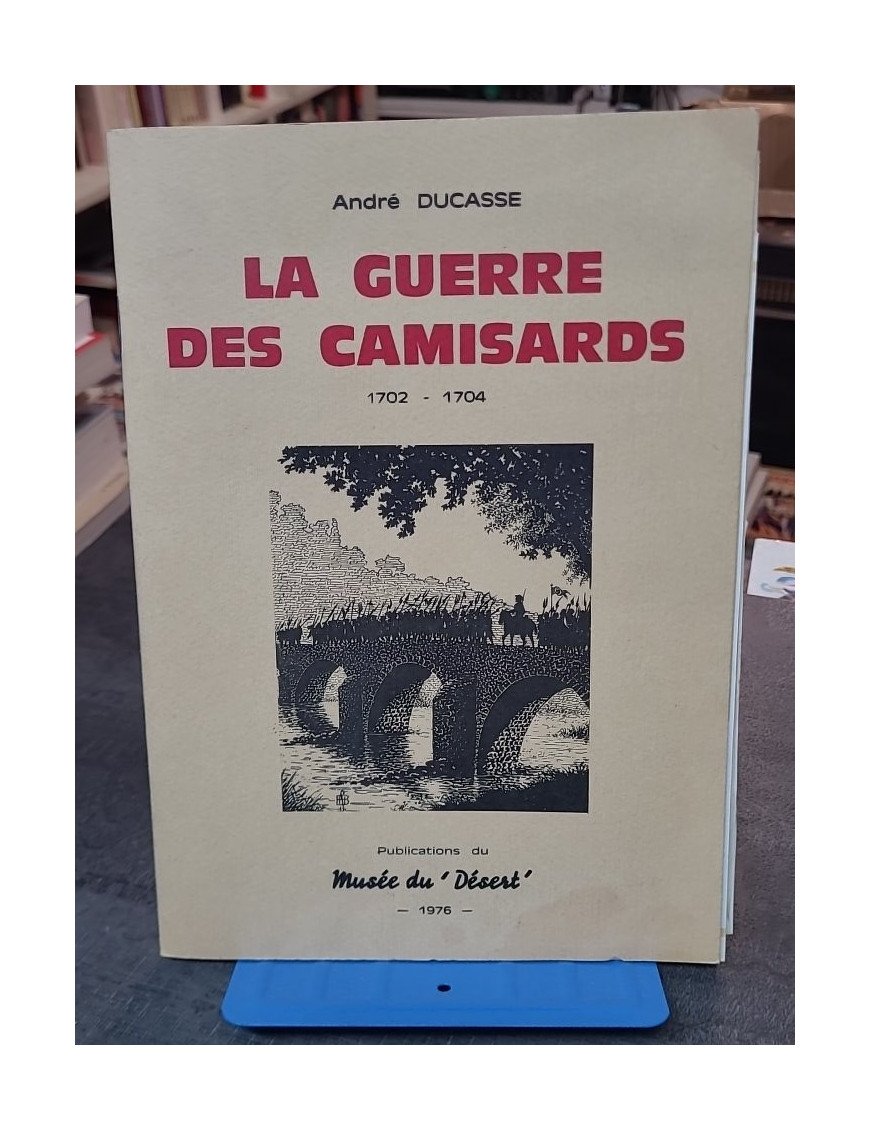 André DUCASSE
LA GUERRE
DES CAMISARDS
1702 - 1704
Publications du
Musée du "Désert"
— 1976 —